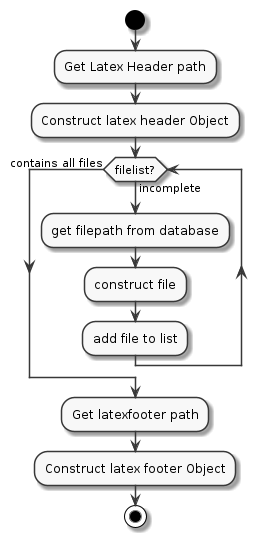 Get Latex Header path
Construct latex header Object
contains all files
filelist?
incomplete
get filepath from database
construct file
add file to list
Get latexfooter path
Construct latex footer Object